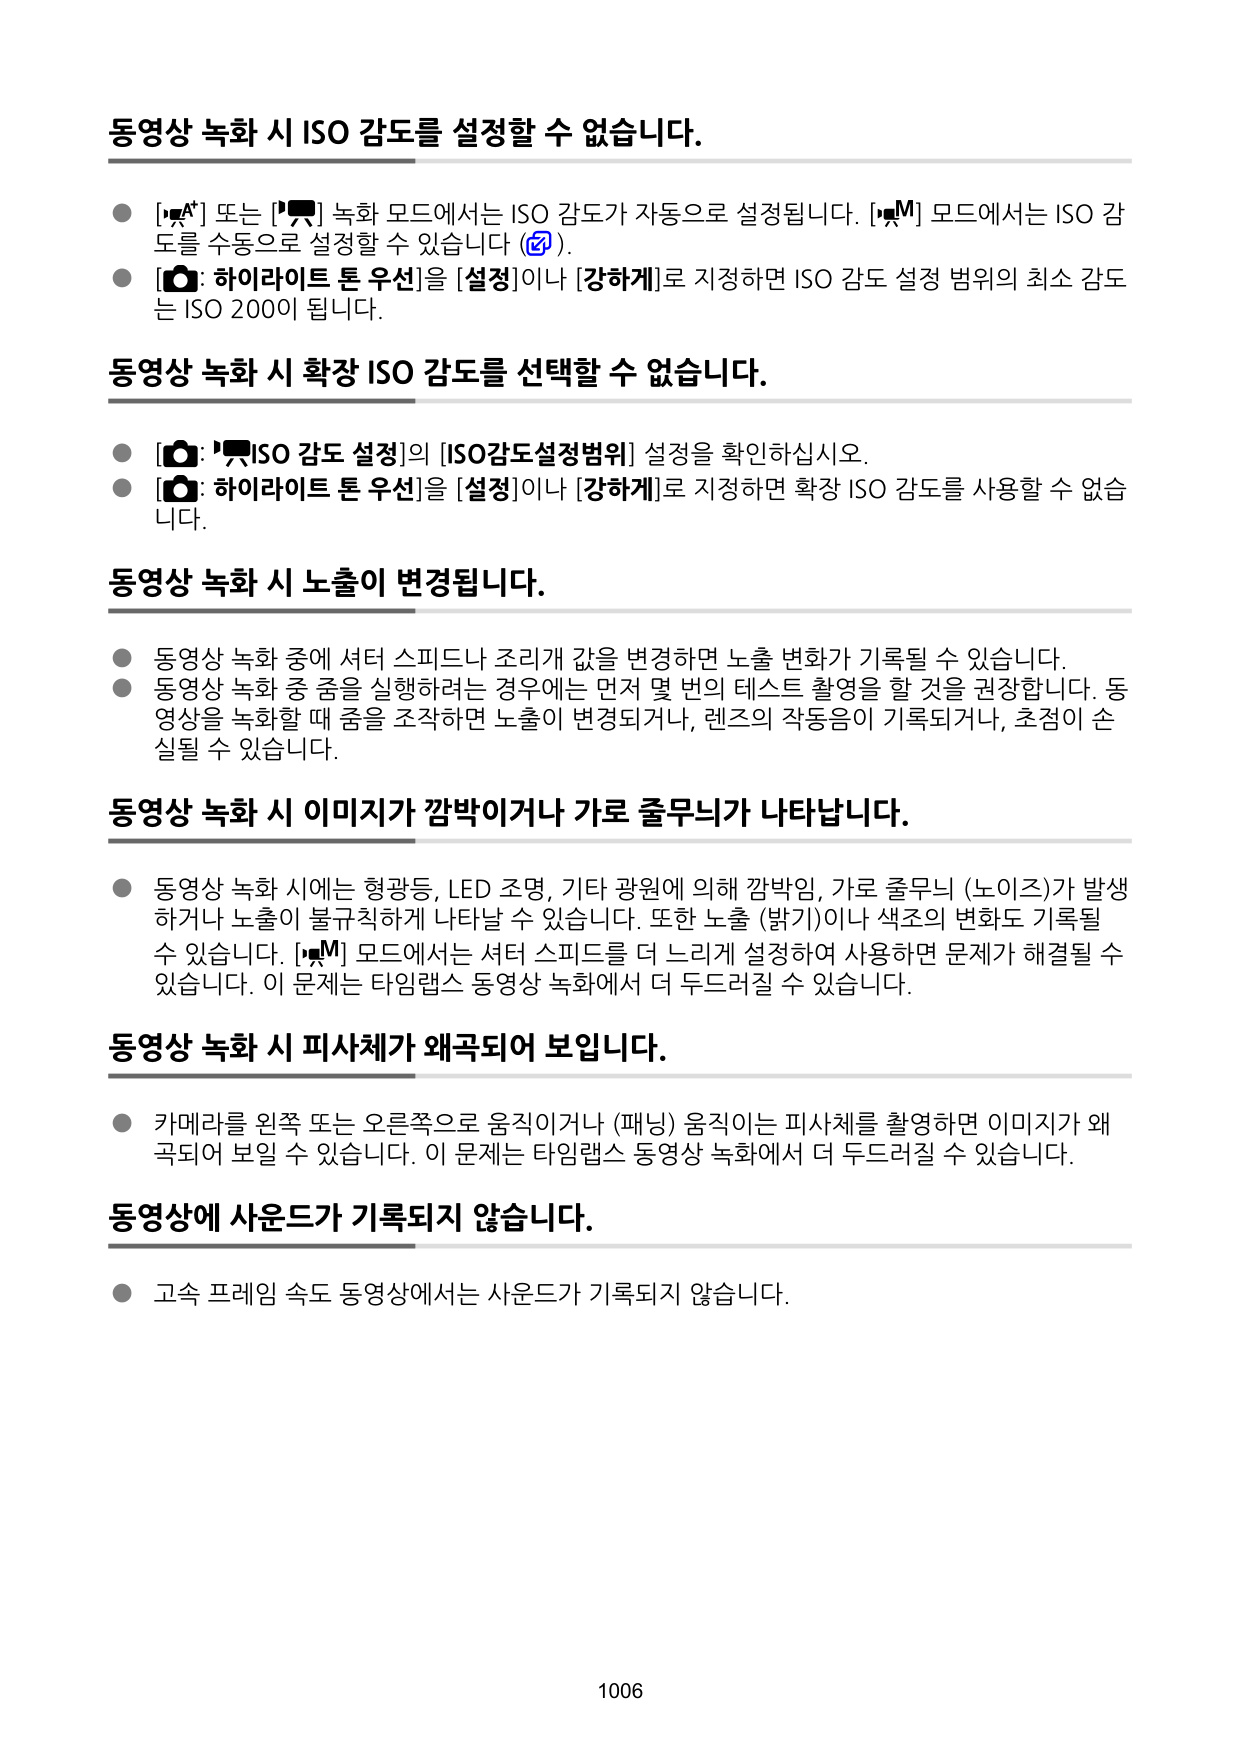 동영상 녹화 시 ISO 감도를 설정할 수 없습니다.
● [A+] 또는 [] 녹화 모드에서는 ISO 감도가 자동으로 설정됩니다. [M] 모드에서는 ISO 감
도를 수동으로 설정할 수 있습니다 ( ).
● [: 하이라이트 톤 우선]을 [설정]이나 [강하게]로 지정하면 ISO 감도 설정 범위의 최소 감도
는 ISO 200이 됩니다.
동영상 녹화 시 확장 ISO 감도를 선택할 수 없습니다.
● [: ISO 감도 설정]의 [ISO감도설정범위] 설정을 확인하십시오.
● [: 하이라이트 톤 우선]을 [설정]이나 [강하게]로 지정하면 확장 ISO 감도를 사용할 수 없습
니다.
동영상 녹화 시 노출이 변경됩니다.
● 동영상 녹화 중에 셔터 스피드나 조리개 값을 변경하면 노출 변화가 기록될 수 있습니다.
● 동영상 녹화 중 줌을 실행하려는 경우에는 먼저 몇 번의 테스트 촬영을 할 것을 권장합니다. 동
영상을 녹화할 때 줌을 조작하면 노출이 변경되거나, 렌즈의 작동음이 기록되거나, 초점이 손
실될 수 있습니다.
동영상 녹화 시 이미지가 깜박이거나 가로 줄무늬가 나타납니다.
● 동영상 녹화 시에는 형광등, LED 조명, 기타 광원에 의해 깜박임, 가로 줄무늬 (노이즈)가 발생
하거나 노출이 불규칙하게 나타날 수 있습니다. 또한 노출 (밝기)이나 색조의 변화도 기록될
수 있습니다. [M] 모드에서는 셔터 스피드를 더 느리게 설정하여 사용하면 문제가 해결될 수
있습니다. 이 문제는 타임랩스 동영상 녹화에서 더 두드러질 수 있습니다.
동영상 녹화 시 피사체가 왜곡되어 보입니다.
● 카메라를 왼쪽 또는 오른쪽으로 움직이거나 (패닝) 움직이는 피사체를 촬영하면 이미지가 왜
곡되어 보일 수 있습니다. 이 문제는 타임랩스 동영상 녹화에서 더 두드러질 수 있습니다.
동영상에 사운드가 기록되지 않습니다.
● 고속 프레임 속도 동영상에서는 사운드가 기록되지 않습니다.
1006